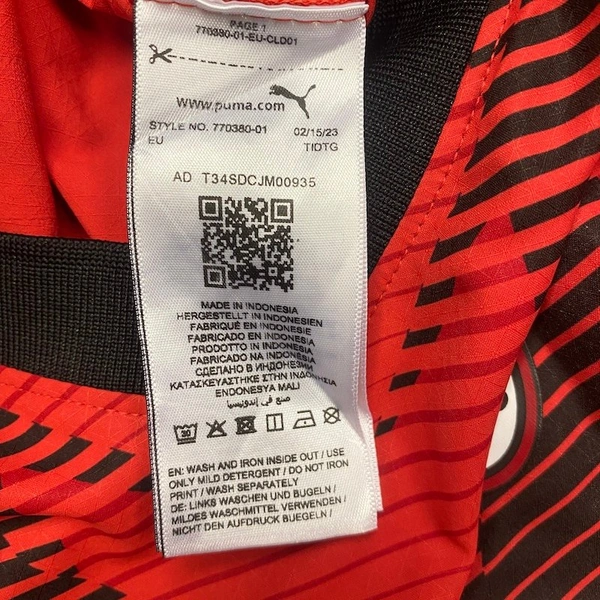 PAGE 1
770380-01-EU-CLD01
www.puma.com
STYLE NO. 770380-01 02/15/23
EU TIDTG
AD T34SDCJM00935
MADE IN INDONESIA
HERGESTELLT IN INDONESIEN
FABRIQUÉ EN INDONÉSIE
FABRICADO EN INDONESIA
PRODOTTO IN INDONESIA
FABRICADO NA INDONÉSIA
СДЕЛАНО В ИНДОНЕЗИИ
ΚΑΤΑΣΚΕΥΑΣΤΗΚΕ ΣΤΗΝ ΙΝΔΟΝΗΣΙΑ
ENDONEZYA MALI
صنع في إندونيسيا
30
EN: WASH AND IRON INSIDE OUT / USE
ONLY MILD DETERGENT / DO NOT IRON
PRINT / WASH SEPARATELY
DE: LINKS WASCHEN UND BUGELN /
MILDES WASCHMITTEL VERWENDEN /
NICHT DEN AUFDRUCK BUEGELN /